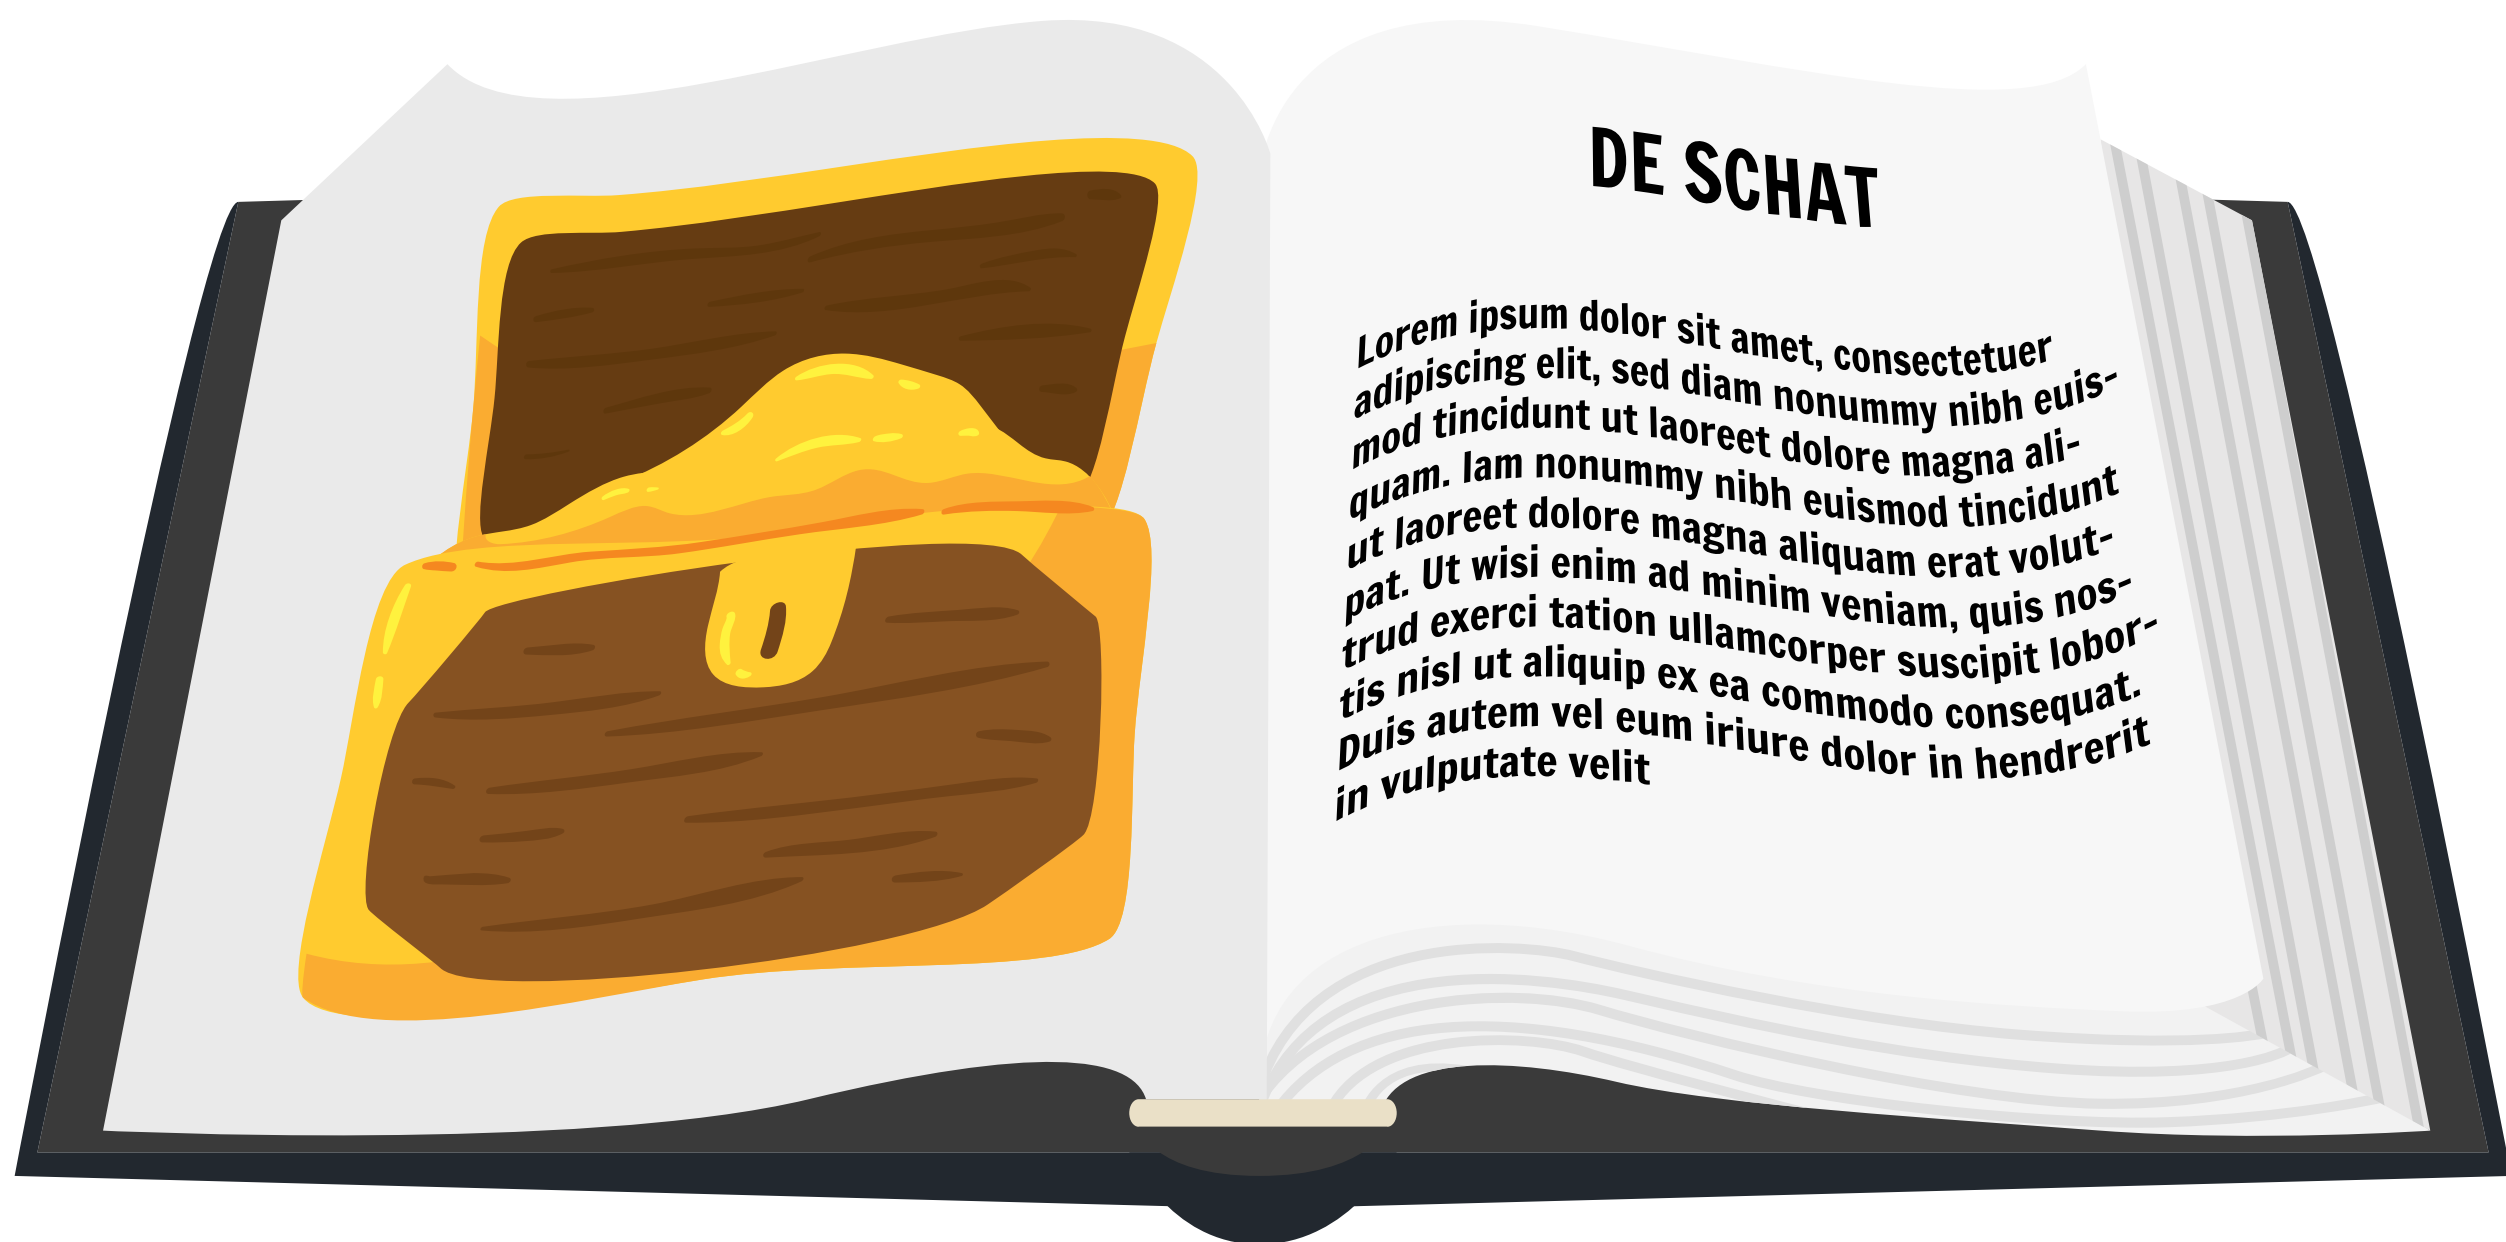 DE SCHAT
Lorem ipsum dolor sit amet, consectetuer
adipiscing elit, sed diam nonummy nibh euis-
mod tincidunt ut laoreet dolore magna ali-
quam. Iam nonummy nibh euismod tincidunt
ut laoreet dolore magna aliquam erat volut-
pat. Ut wisi enim ad minim veniam, quis nos-
trud exerci tation ullamcorper suscipit lobor-
tis nisl ut aliquip ex ea commodo consequat.
Duis autem vel eum iriure dolor in hendrerit
in vulputate velit